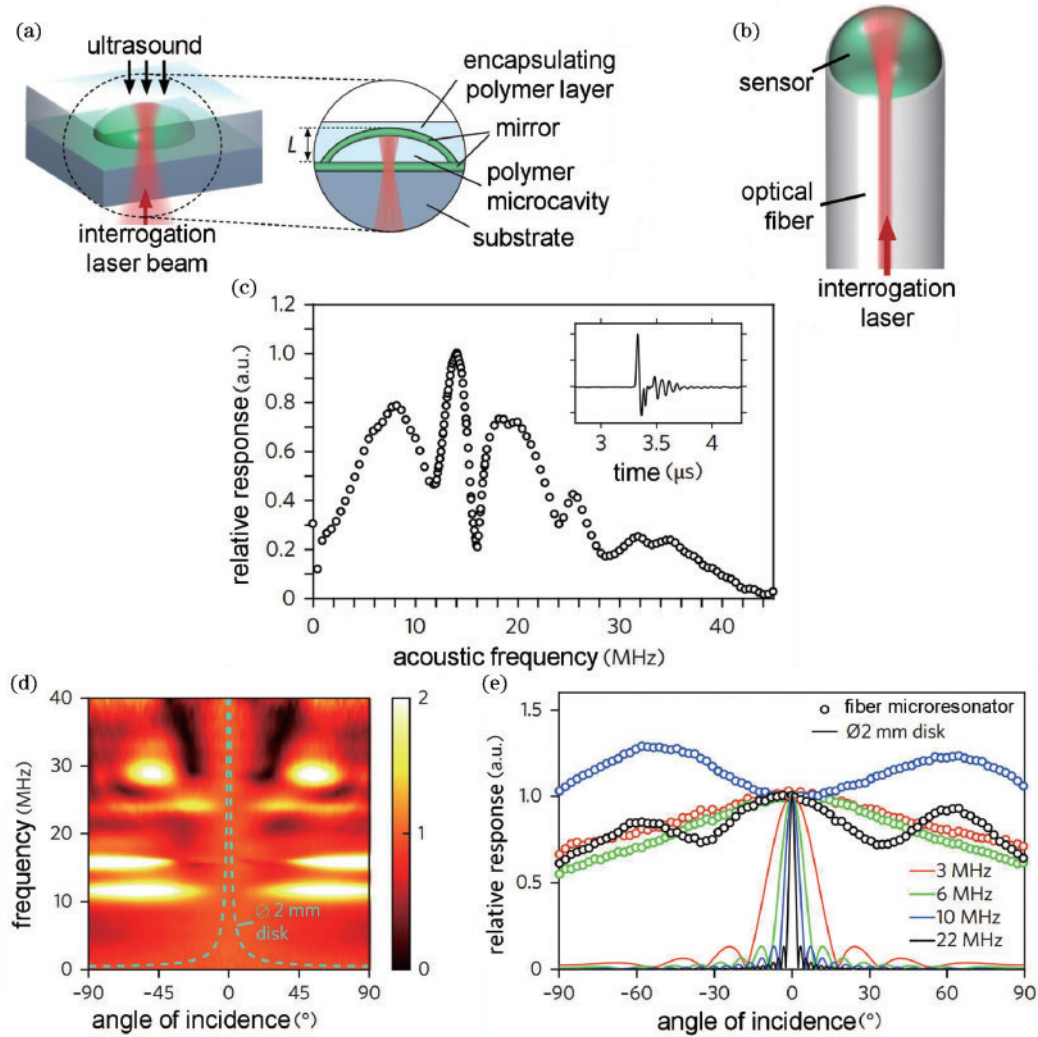 (a)
ultrasound
encapsulating
polymer layer
mirror
L
polymer
microcavity
substrate
interrogation
laser beam
(b)
sensor
optical
fiber
interrogation
laser
(c)
1.2
1.0
0.8
0.6
0.4
0.2
0
relative response (a.u.)
0
10
20
30
40
acoustic frequency (MHz)
3
3.5
4
time (μs)
(d)
40
30
20
10
0
frequency (MHz)
-90
-45
0
45
90
angle of incidence (°)
Ø 2 mm
disk
2
1
0
(e)
1.5
1.0
0.5
0
relative response (a.u.)
fiber microresonator
Ø2 mm disk
3 MHz
6 MHz
10 MHz
22 MHz
-90
-60
-30
0
30
60
90
angle of incidence (°)